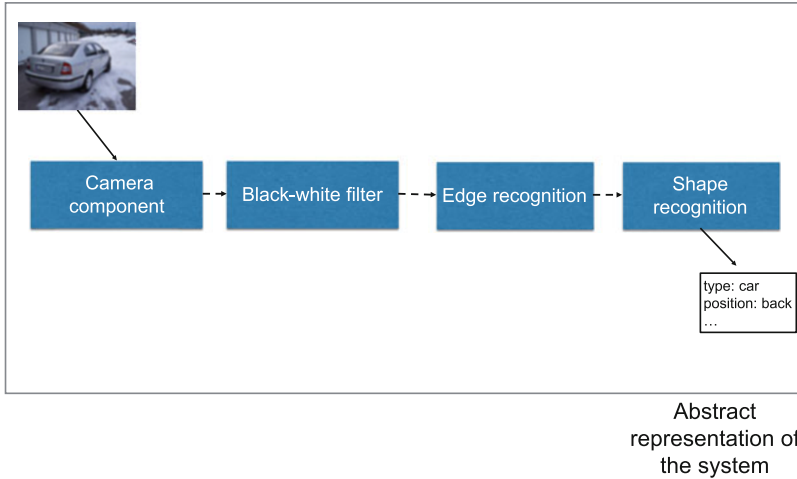 Camera
component
Black-white filter
Edge recognition
Shape
recognition
type: car
position: back
...
Abstract
representation of
the system